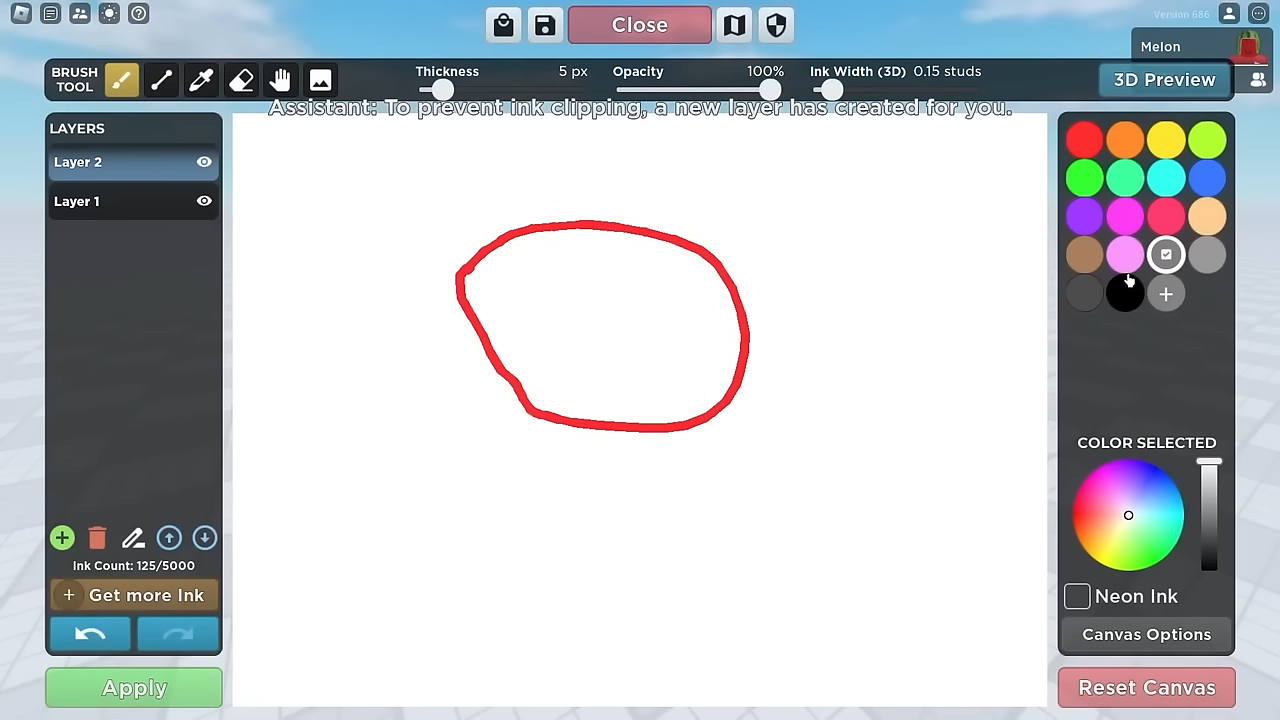 Version 686
Close
Melon
BRUSH
TOOL
Thickness 5 px
Opacity 100%
Ink Width (3D) 0.15 studs
3D Preview
Assistant: To prevent ink clipping, a new layer has created for you.
LAYERS
Layer 2
Layer 1
Ink Count: 125/5000
+ Get more Ink
Apply
+
COLOR SELECTED
Neon Ink
Canvas Options
Reset Canvas